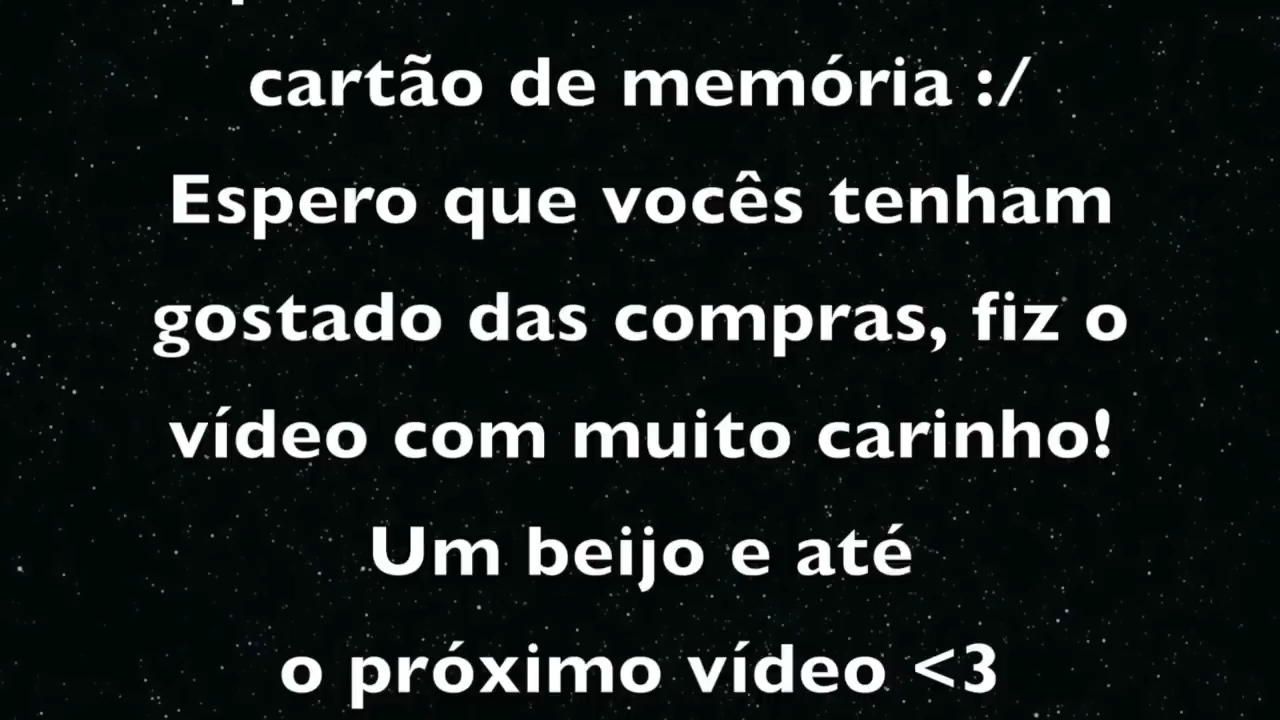 cartão de memória :/
Espero que vocês tenham
gostado das compras, fiz o
vídeo com muito carinho!
Um beijo e até
o próximo vídeo <3